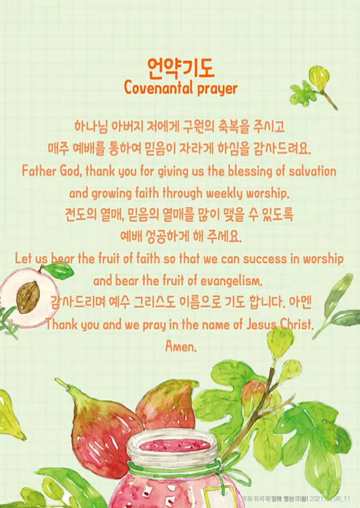 언약기도
Covenantal prayer
하나님 아버지 저에게 구원의 축복을 주시고
매주 예배를 통하여 믿음이 자라게 하심을 감사드려요.
Father God, thank you for giving us the blessing of salvation
and growing faith through weekly worship.
전도의 열매, 믿음의 열매를 많이 맺을 수 있도록
예배 성공하게 해 주세요.
Let us bear the fruit of faith so that we can success in worship
and bear the fruit of evangelism.
감사드리며 예수 그리스도 이름으로 기도 합니다. 아멘
Thank you and we pray in the name of Jesus Christ.
Amen.